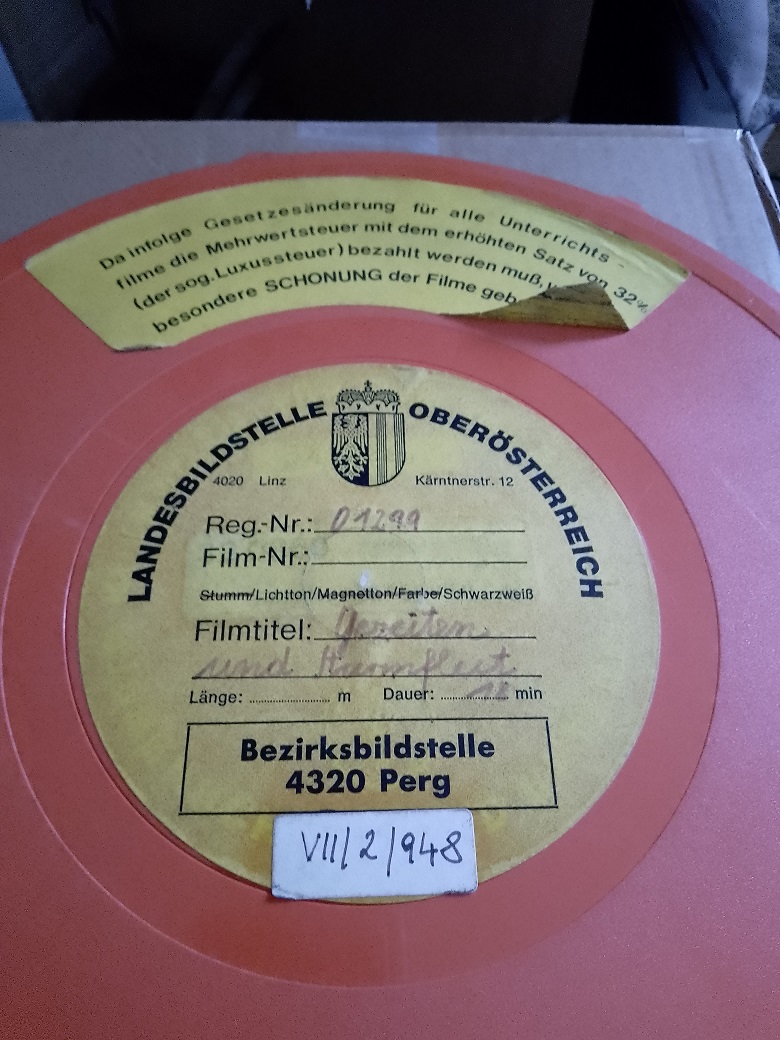 Da infolge Gesetzesänderung für alle Unterrichts-
filme die Mehrwertsteuer mit dem erhöhten Satz von 32%
(der sog. Luxussteuer) bezahlt werden muß,
besondere SCHONUNG der Filme geb
LANDESBILDSTELLE OBERÖSTERREICH
4020 Linz Kärntnerstr. 12
Reg.-Nr.: 01299
Film-Nr.:
Stumm/Lichtton/Magnetton/Farbe/Schwarzweiß
Filmtitel: Gezeiten
und Sturmflut
Länge: m Dauer: min
Bezirksbildstelle
4320 Perg
VII/2/948